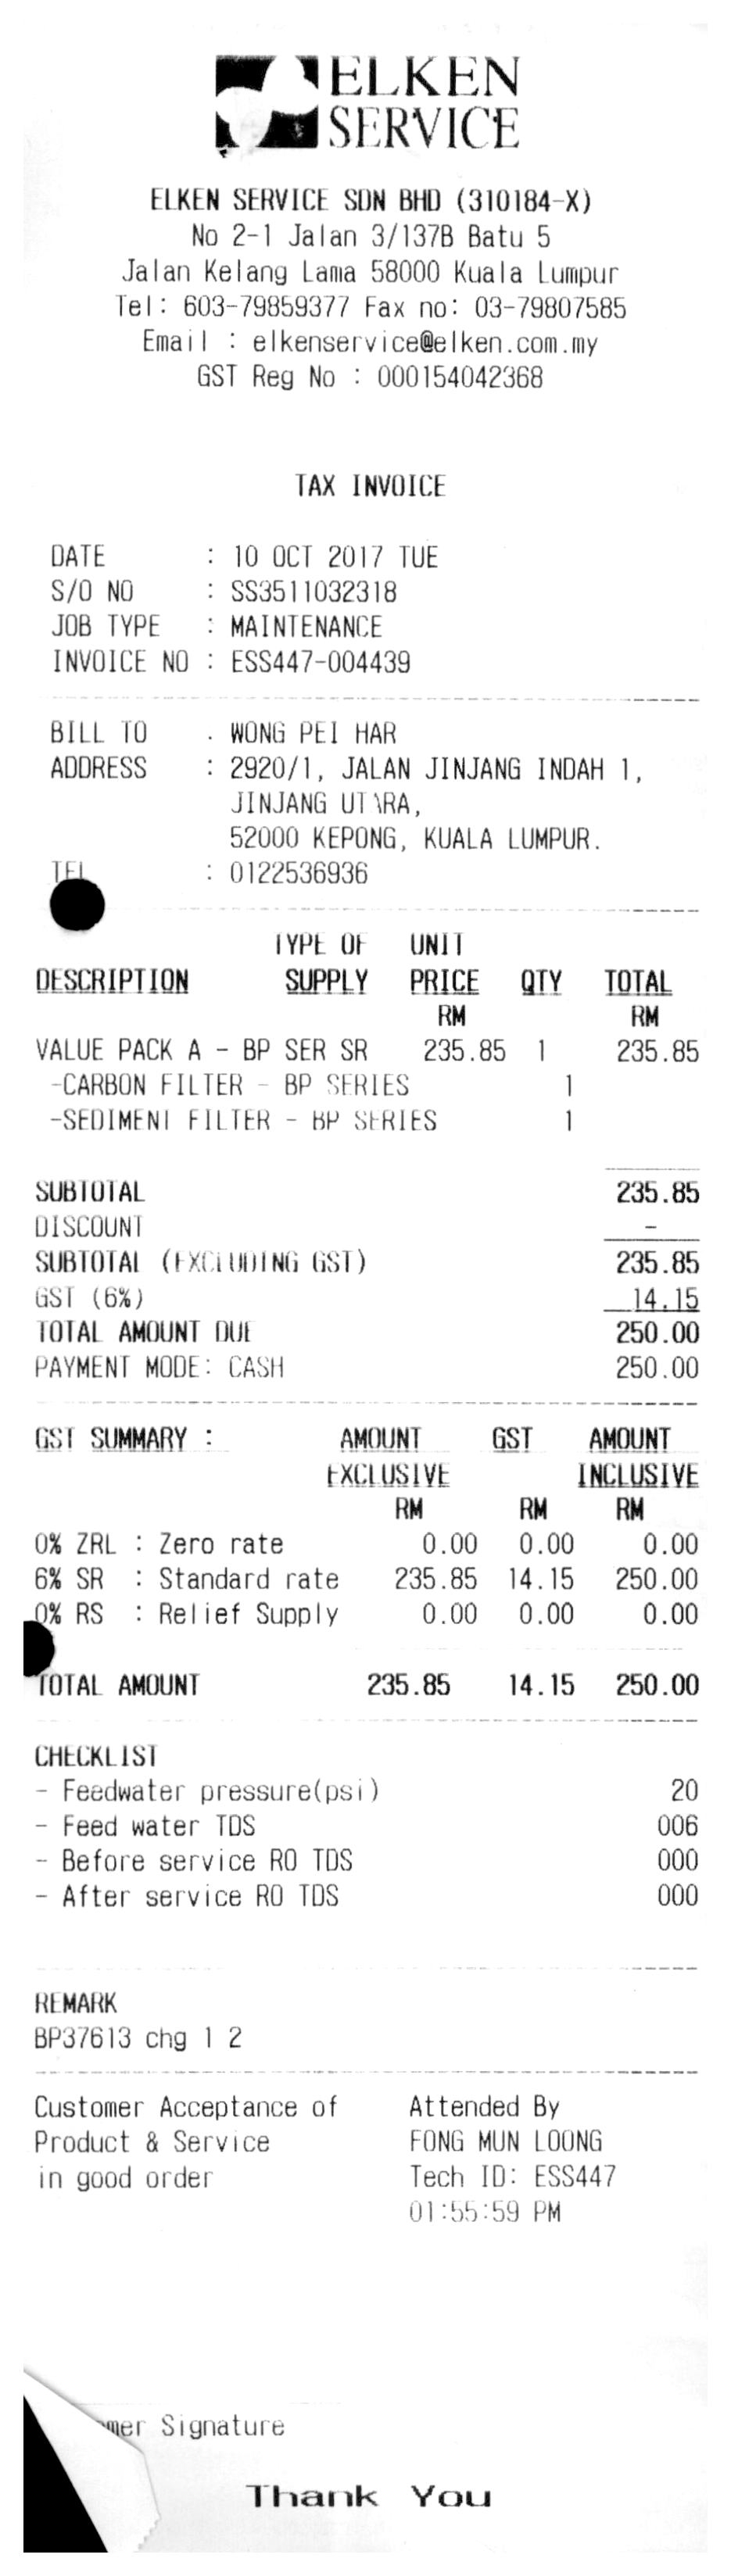 ELKEN
SERVICE
ELKEN SERVICE SDN BHD (310184-X)
No 2-1 Jalan 3/137B Batu 5
Jalan Kelang Lama 58000 Kuala Lumpur
Tel: 603-79859377 Fax no: 03-79807585
Email : elkenservice@elken.com.my
GST Reg No : 000154042368
TAX INVOICE
DATE : 10 OCT 2017 TUE
S/O NO : SS3511032318
JOB TYPE : MAINTENANCE
INVOICE NO : ESS447-004439
BILL TO : WONG PEI HAR
ADDRESS : 2920/1, JALAN JINJANG INDAH 1,
JINJANG UTARA,
52000 KEPONG, KUALA LUMPUR.
TEL : 0122536936
TYPE OF UNIT
DESCRIPTION SUPPLY PRICE QTY TOTAL
RM RM
VALUE PACK A - BP SER SR 235.85 1 235.85
-CARBON FILTER - BP SERIES 1
-SEDIMENT FILTER - BP SERIES 1
SUBTOTAL 235.85
DISCOUNT -
SUBTOTAL (EXCLUDING GST) 235.85
GST (6%) 14.15
TOTAL AMOUNT DUE 250.00
PAYMENT MODE: CASH 250.00
GST SUMMARY : AMOUNT GST AMOUNT
EXCLUSIVE INCLUSIVE
RM RM RM
0% ZRL : Zero rate 0.00 0.00 0.00
6% SR : Standard rate 235.85 14.15 250.00
0% RS : Relief Supply 0.00 0.00 0.00
TOTAL AMOUNT 235.85 14.15 250.00
CHECKLIST
- Feedwater pressure(psi) 20
- Feed water TDS 006
- Before service RO TDS 000
- After service RO TDS 000
REMARK
BP37613 chg 1 2
Customer Acceptance of Attended By
Product & Service FONG MUN LOONG
in good order Tech ID: ESS447
01:55:59 PM
Signature
Thank You